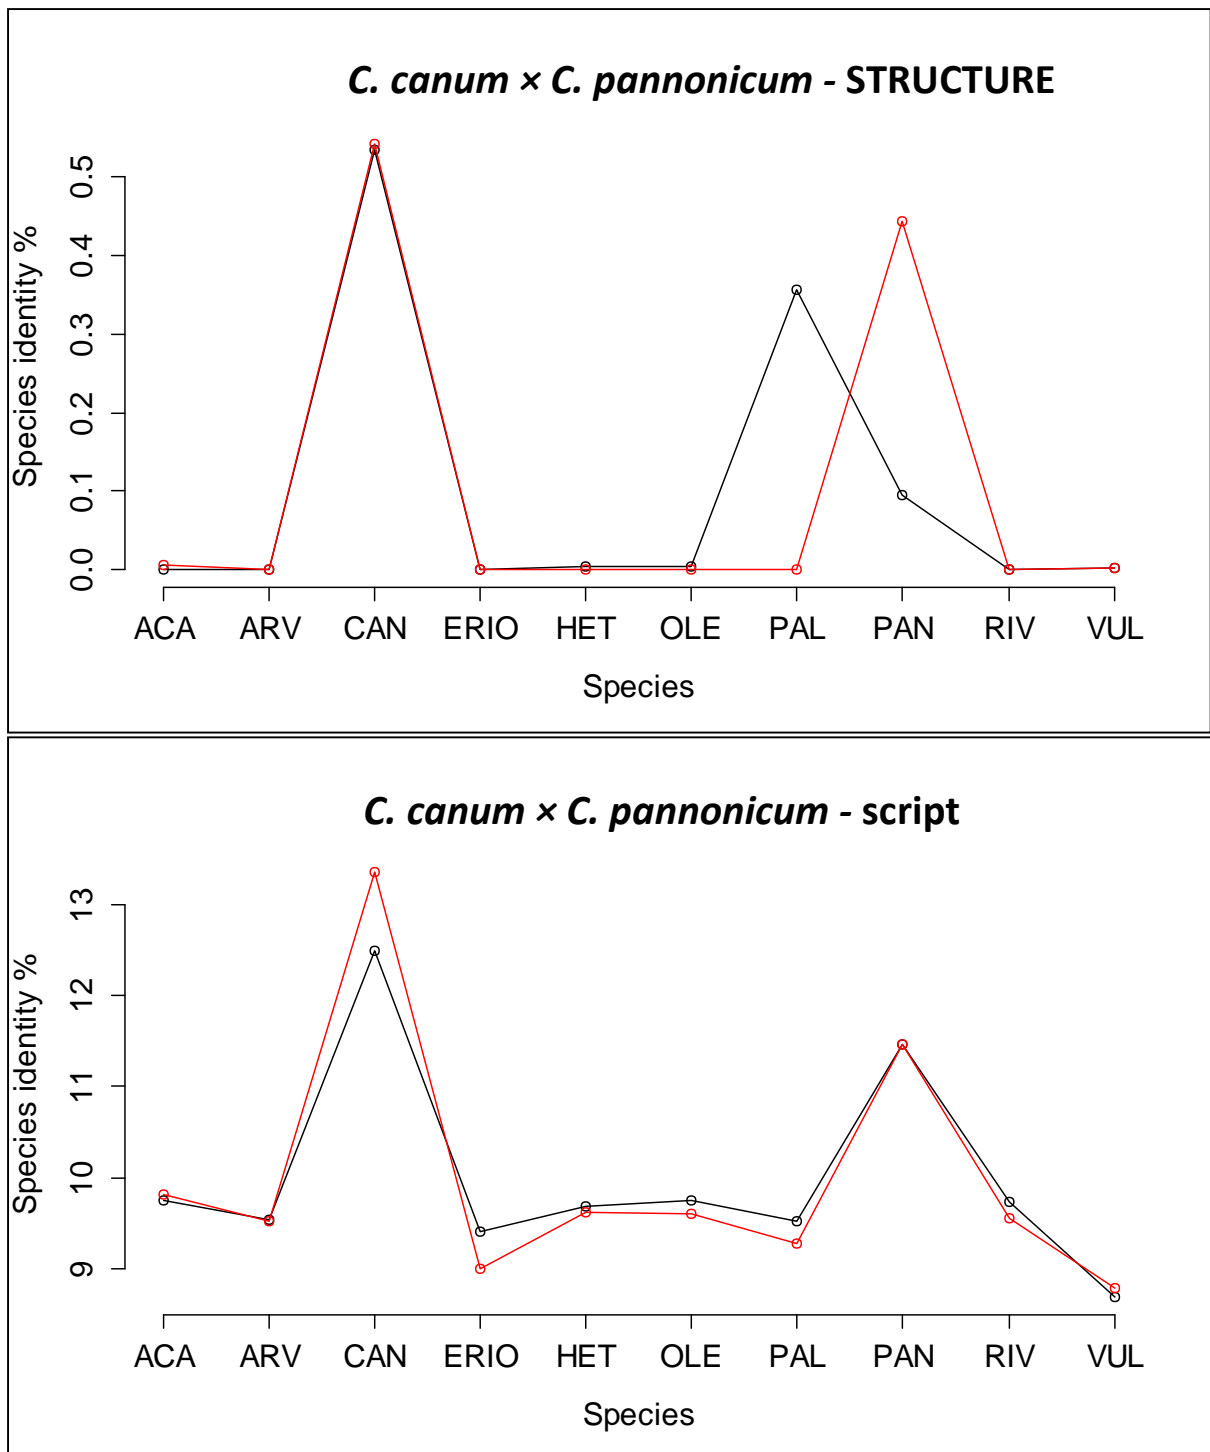 C. canum × C. pannonicum - STRUCTURE
Species identity %
0.5
0.4
0.3
0.2
0.1
0.0
ACA ARV CAN ERIO HET OLE PAL PAN RIV VUL
Species
C. canum × C. pannonicum - script
Species identity %
13
12
11
10
9
ACA ARV CAN ERIO HET OLE PAL PAN RIV VUL
Species